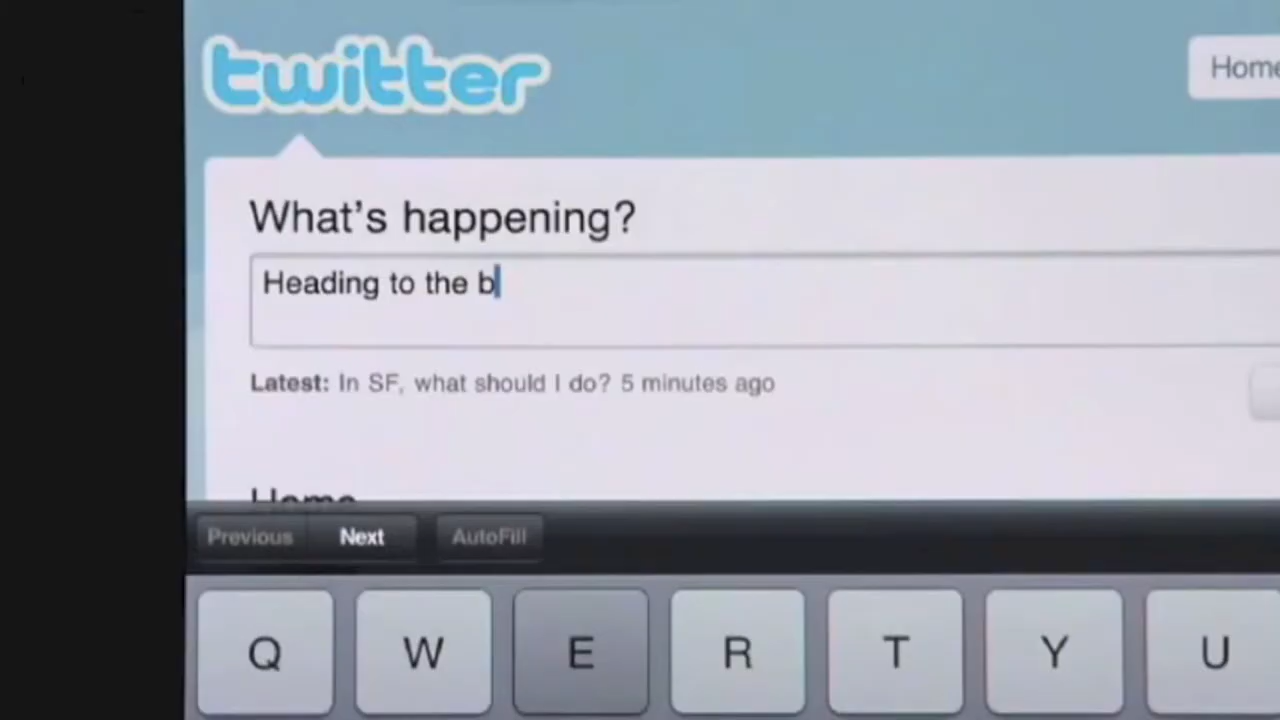 twitter
Home
What's happening?
Heading to the b
Latest: In SF, what should I do? 5 minutes ago
Home
Previous Next AutoFill
Q W E R T Y U